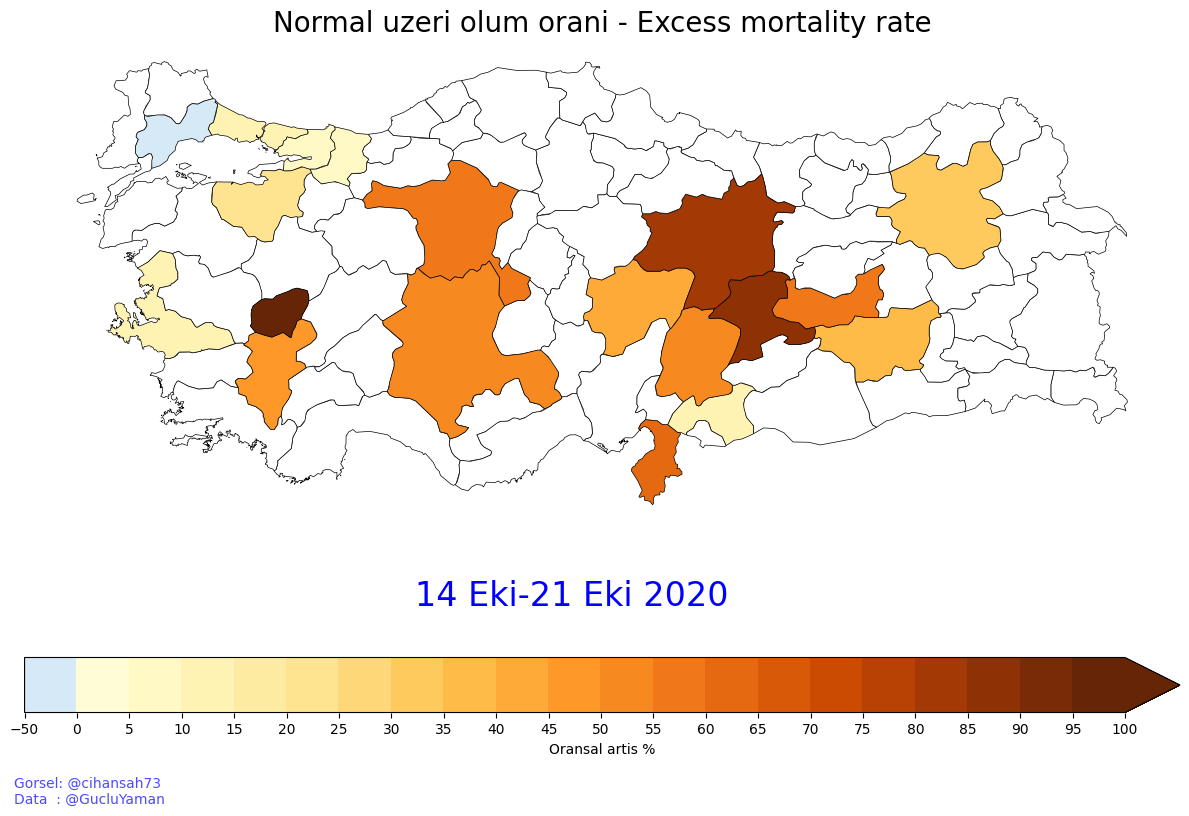 Normal uzeri olum orani - Excess mortality rate
14 Eki-21 Eki 2020
−50 0 5 10 15 20 25 30 35 40 45 50 55 60 65 70 75 80 85 90 95 100
Oransal artis %
Gorsel: @cihansah73
Data  : @GucluYaman